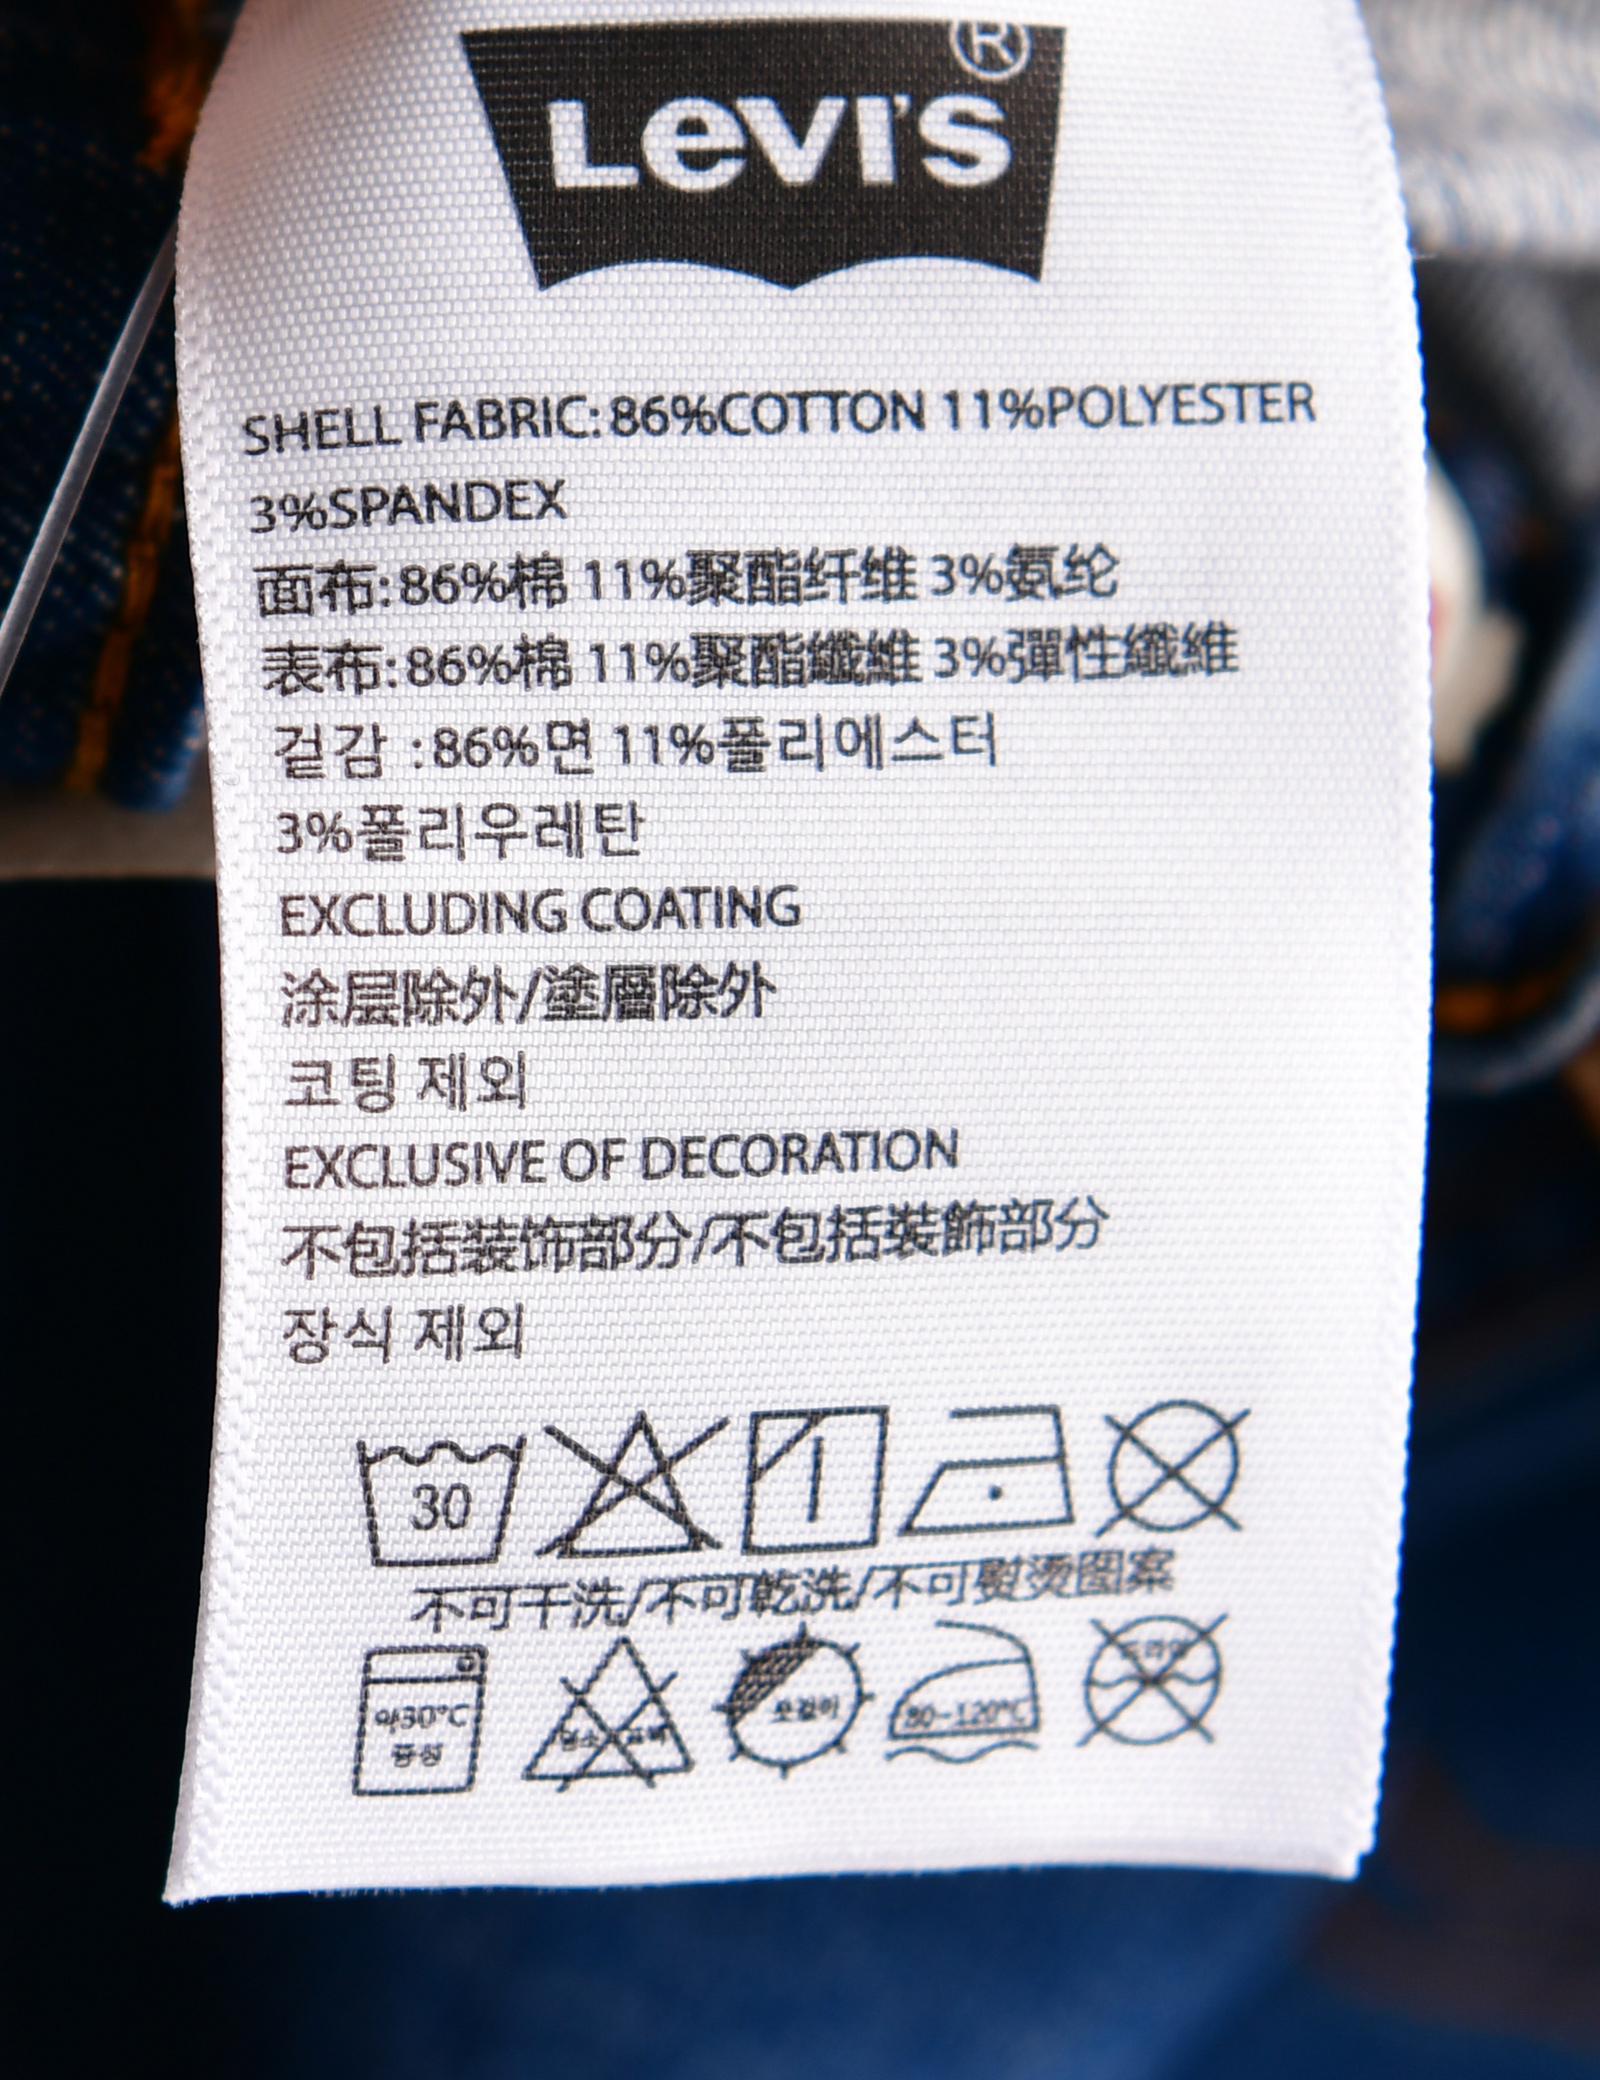 Levi's®
SHELL FABRIC: 86%COTTON 11%POLYESTER
3%SPANDEX
面布: 86%棉 11%聚酯纤维 3%氨纶
表布: 86%棉 11%聚酯纖維 3%彈性纖維
겉감 :86%면 11%폴리에스터
3%폴리우레탄
EXCLUDING COATING
涂层除外/塗層除外
코팅 제외
EXCLUSIVE OF DECORATION
不包括装饰部分/不包括裝飾部分
장식 제외
30
不可干洗/不可乾洗/不可熨烫图案
약30°C 옷걸이 80~120°C
중성